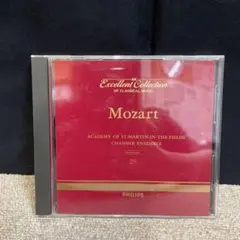 Excellent Collection
OF CLASSICAL MUSIC
Mozart
ACADEMY OF ST.MARTIN-IN-THE-FIELDS
CHAMBER ENSEMBLE
PHILIPS